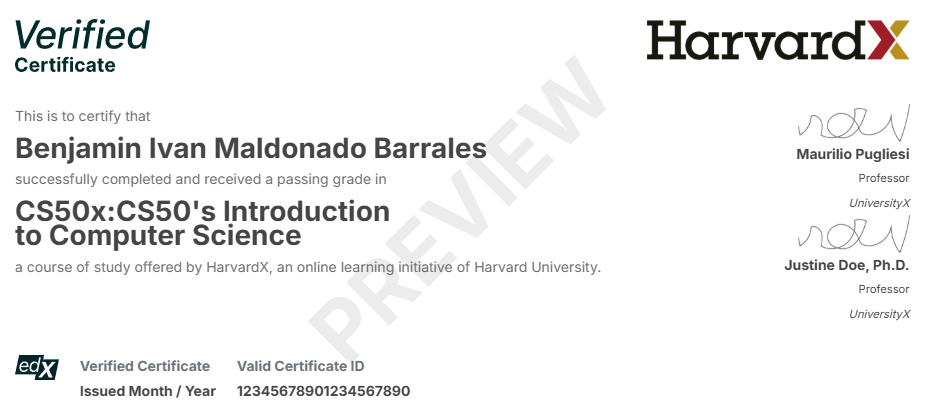 Verified
Certificate
HarvardX
This is to certify that
Benjamin Ivan Maldonado Barrales
successfully completed and received a passing grade in
CS50x:CS50's Introduction
to Computer Science
a course of study offered by HarvardX, an online learning initiative of Harvard University.
PREVIEW
Maurilio Pugliesi
Professor
UniversityX
Justine Doe, Ph.D.
Professor
UniversityX
edX
Verified Certificate
Issued Month / Year
Valid Certificate ID
12345678901234567890